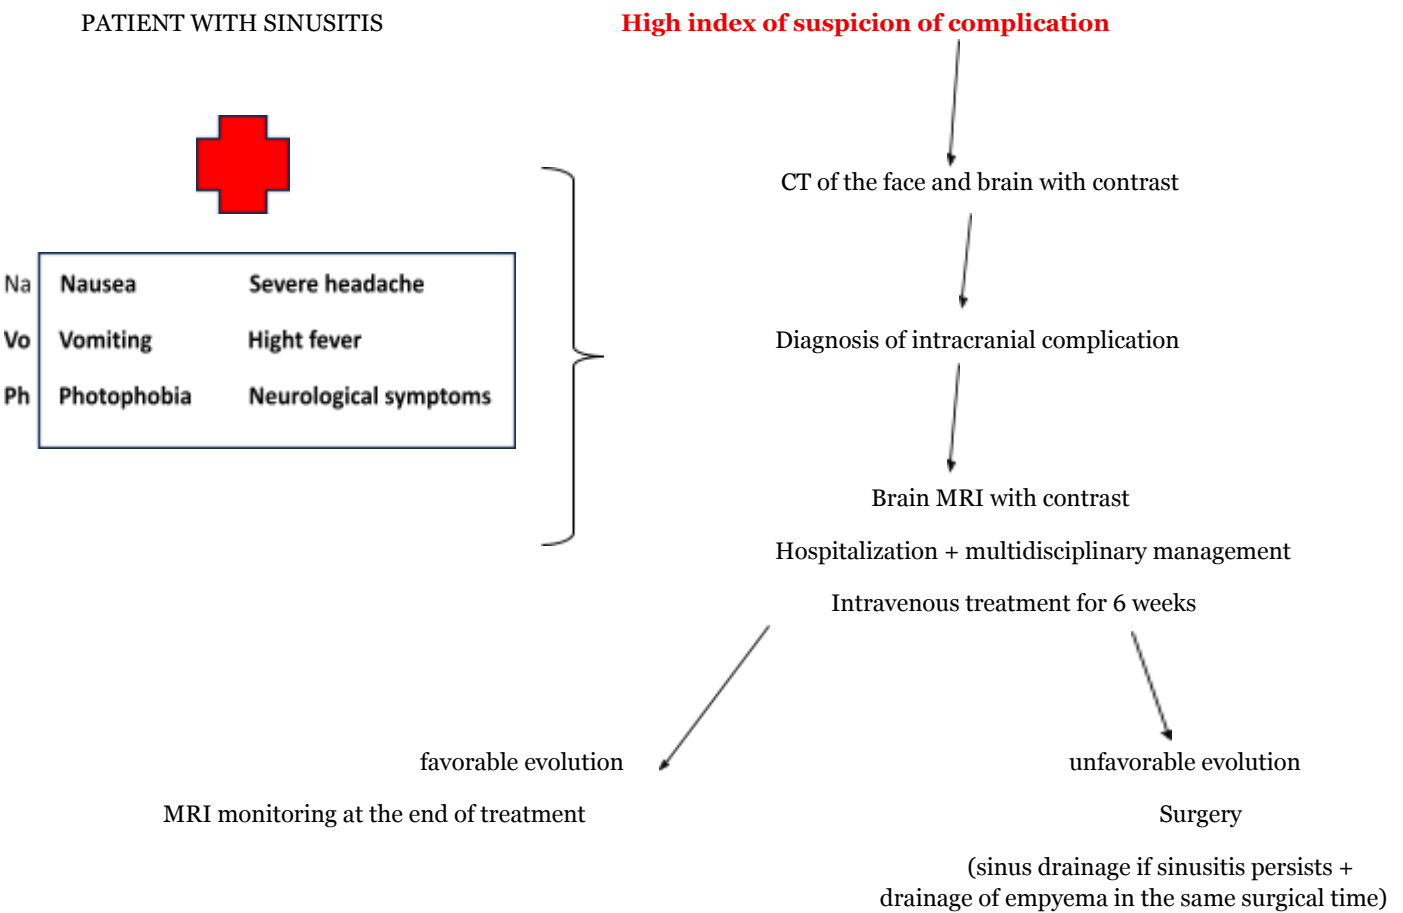 PATIENT WITH SINUSITIS
High index of suspicion of complication
CT of the face and brain with contrast
Na Nausea Severe headache
Vo Vomiting Hight fever
Ph Photophobia Neurological symptoms
Diagnosis of intracranial complication
Brain MRI with contrast
Hospitalization + multidisciplinary management
Intravenous treatment for 6 weeks
favorable evolution
MRI monitoring at the end of treatment
unfavorable evolution
Surgery
(sinus drainage if sinusitis persists +
drainage of empyema in the same surgical time)